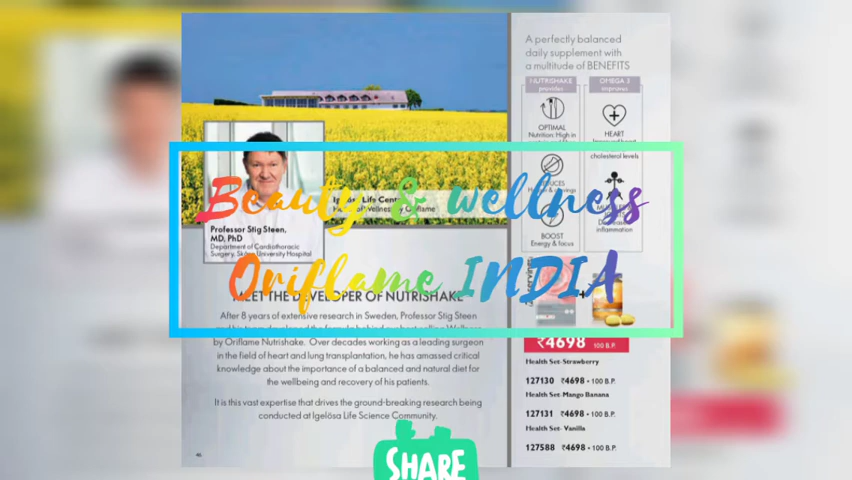 A perfectly balanced
daily supplement with
a multitude of BENEFITS
NUTRISHAKE
provides
OMEGA 3
improves
OPTIMAL
Nutrition: High in
HEART
cholesterol levels
BOOST
Energy & focus
inflammation
Beauty & wellness
Oriflame INDIA
Professor Stig Steen,
MD, PhD
Department of Cardiothoracic
Surgery, Skåne University Hospital
MEET THE DEVELOPER OF NUTRISHAKE
After 8 years of extensive research in Sweden, Professor Stig Steen
by Oriflame Nutrishake. Over decades working as a leading surgeon
in the field of heart and lung transplantation, he has amassed critical
knowledge about the importance of a balanced and natural diet for
the wellbeing and recovery of his patients.
It is this vast expertise that drives the ground-breaking research being
conducted at Igelösa Life Science Community.
₹4698 100 B.P.
Health Set-Strawberry
127130 ₹4698 • 100 B.P.
Health Set-Mango Banana
127131 ₹4698 • 100 B.P.
Health Set- Vanilla
127588 ₹4698 • 100 B.P.
SHARE